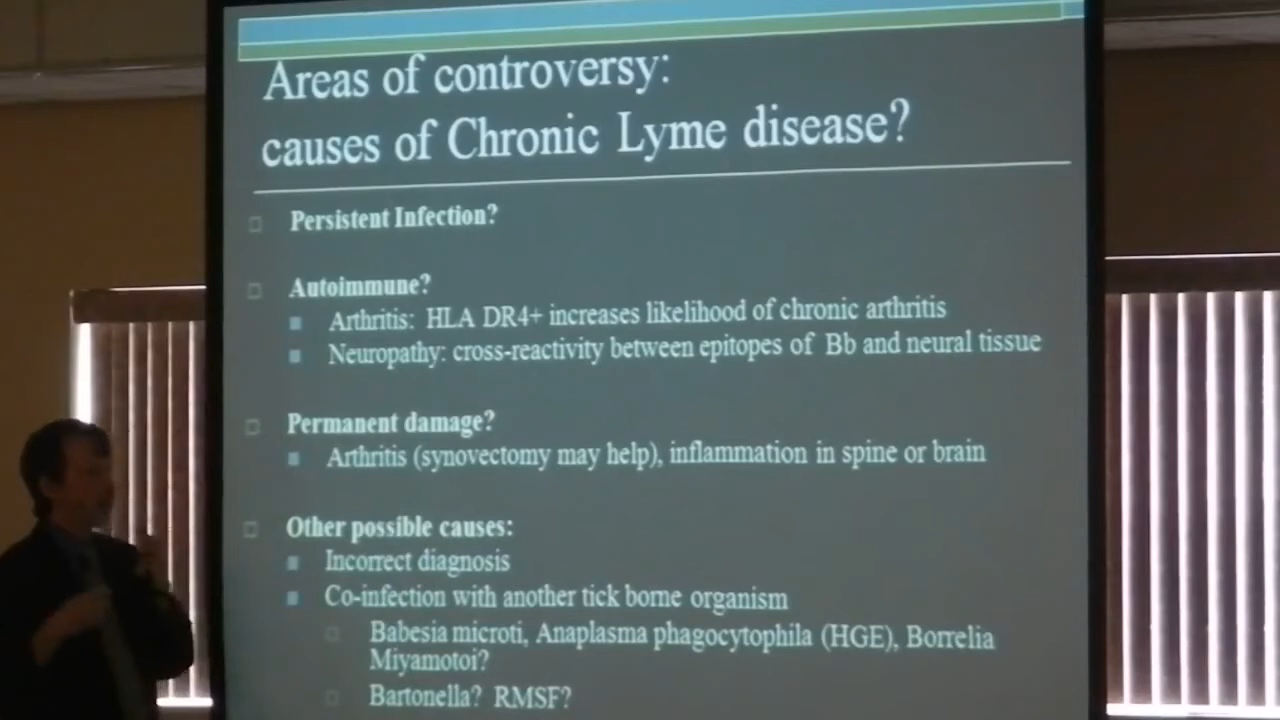 Areas of controversy:
causes of Chronic Lyme disease?
Persistent Infection?
Autoimmune?
Arthritis: HLA DR4+ increases likelihood of chronic arthritis
Neuropathy: cross-reactivity between epitopes of Bb and neural tissue
Permanent damage?
Arthritis (synovectomy may help), inflammation in spine or brain
Other possible causes:
Incorrect diagnosis
Co-infection with another tick borne organism
Babesia microti, Anaplasma phagocytophila (HGE), Borrelia
Miyamotoi?
Bartonella? RMSF?